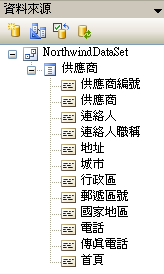 資料來源
NorthwindDataSet
供應商
供應商編號
供應商
連絡人
連絡人職稱
地址
城市
行政區
郵遞區號
國家地區
電話
傳真電話
首頁